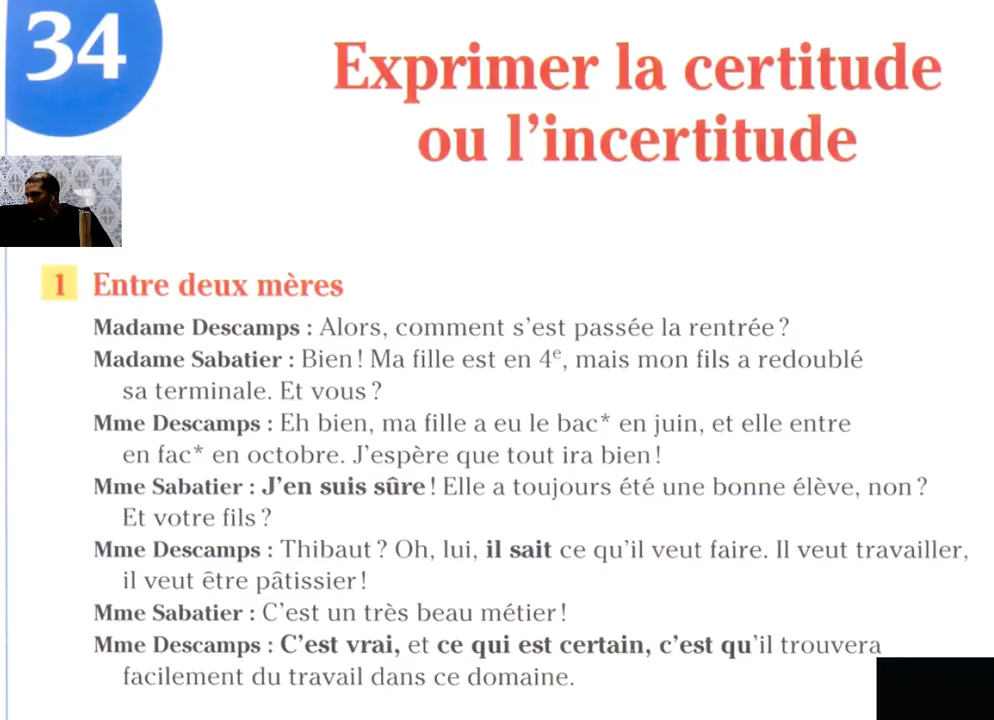 34
Exprimer la certitude
ou l'incertitude
1 Entre deux mères
Madame Descamps : Alors, comment s'est passée la rentrée ?
Madame Sabatier : Bien ! Ma fille est en 4e, mais mon fils a redoublé
sa terminale. Et vous ?
Mme Descamps : Eh bien, ma fille a eu le bac* en juin, et elle entre
en fac* en octobre. J'espère que tout ira bien !
Mme Sabatier : J'en suis sûre ! Elle a toujours été une bonne élève, non ?
Et votre fils ?
Mme Descamps : Thibaut ? Oh, lui, il sait ce qu'il veut faire. Il veut travailler,
il veut être pâtissier !
Mme Sabatier : C'est un très beau métier !
Mme Descamps : C'est vrai, et ce qui est certain, c'est qu'il trouvera
facilement du travail dans ce domaine.